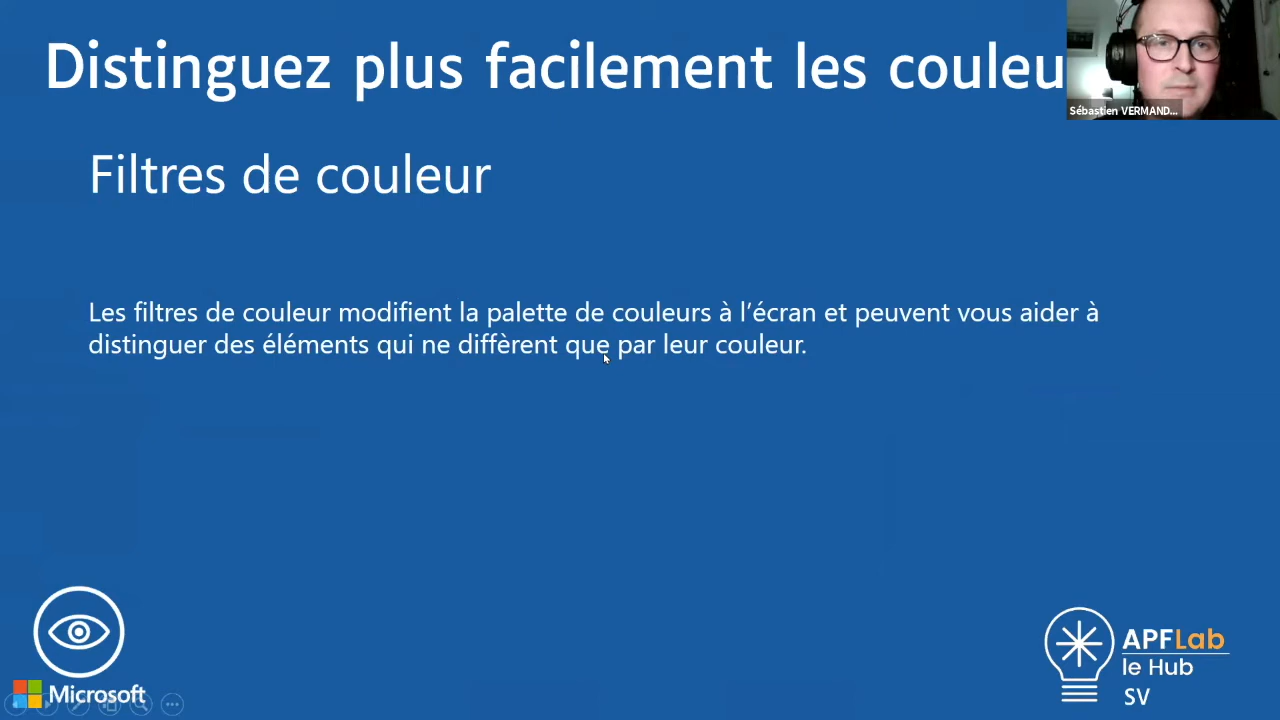 Distinguez plus facilement les couleu
Sébastien VERMAND...
Filtres de couleur
Les filtres de couleur modifient la palette de couleurs à l’écran et peuvent vous aider à
distinguer des éléments qui ne diffèrent que par leur couleur.
APFLab
le Hub
SV
Microsoft